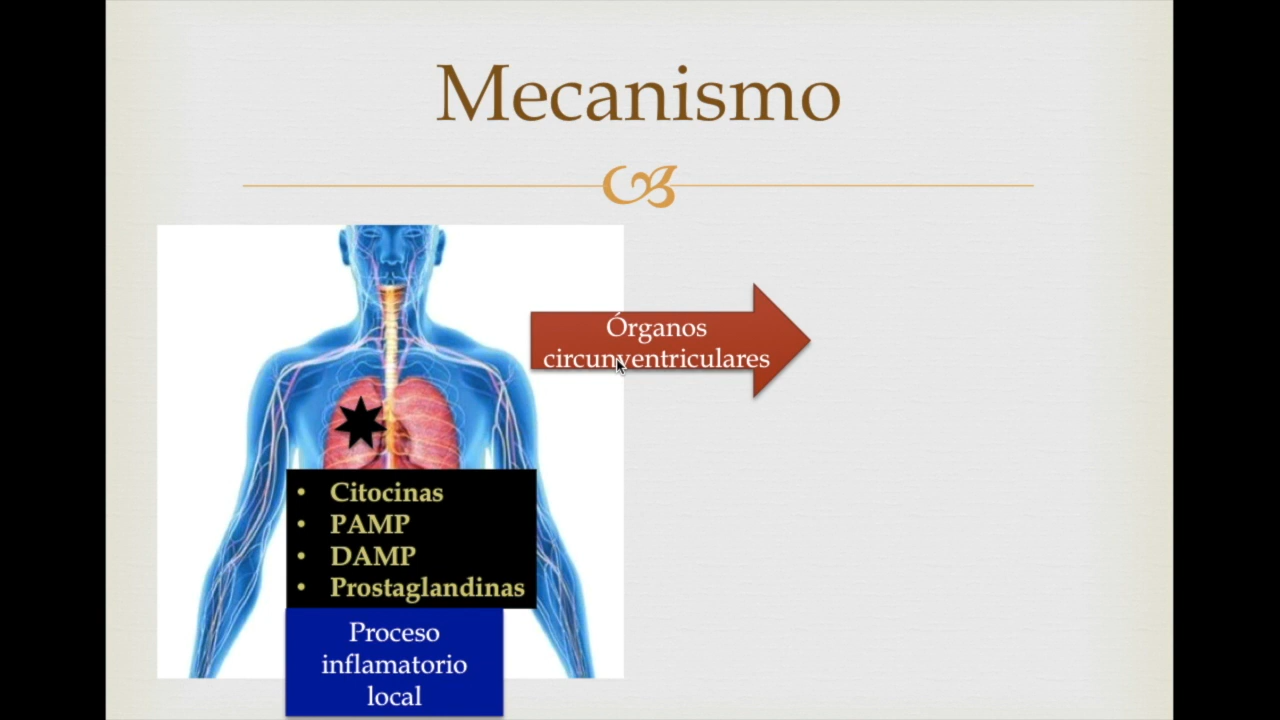 Mecanismo
Órganos
circunventriculares
• Citocinas
• PAMP
• DAMP
• Prostaglandinas
Proceso
inflamatorio
local